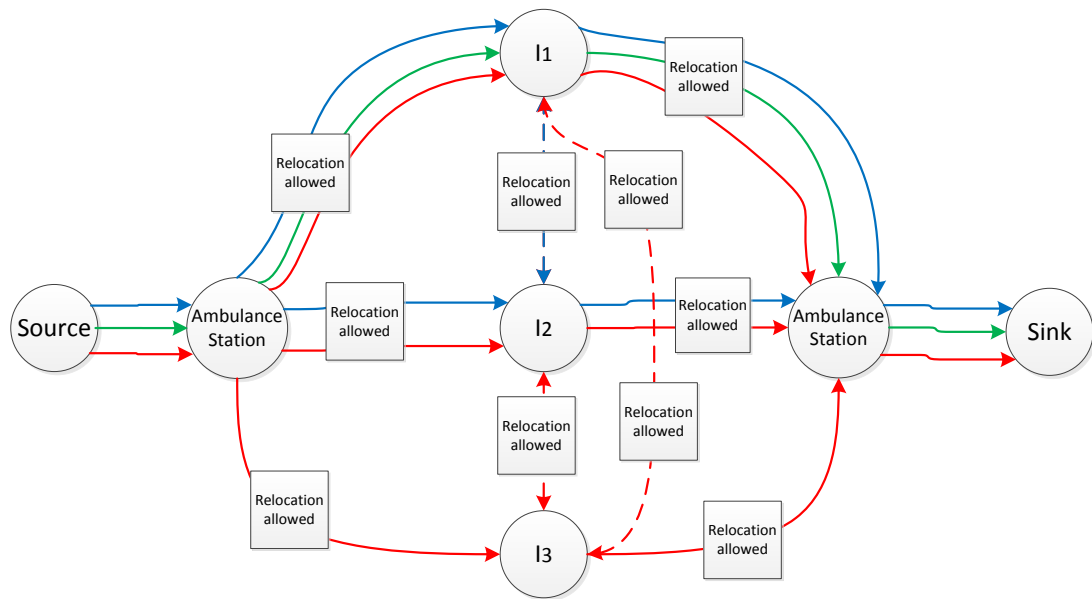 I1
Relocation
allowed
Relocation
allowed
Relocation
allowed
Relocation
allowed
Source
Ambulance
Station
Relocation
allowed
I2
Relocation
allowed
Ambulance
Station
Sink
Relocation
allowed
Relocation
allowed
Relocation
allowed
I3
Relocation
allowed